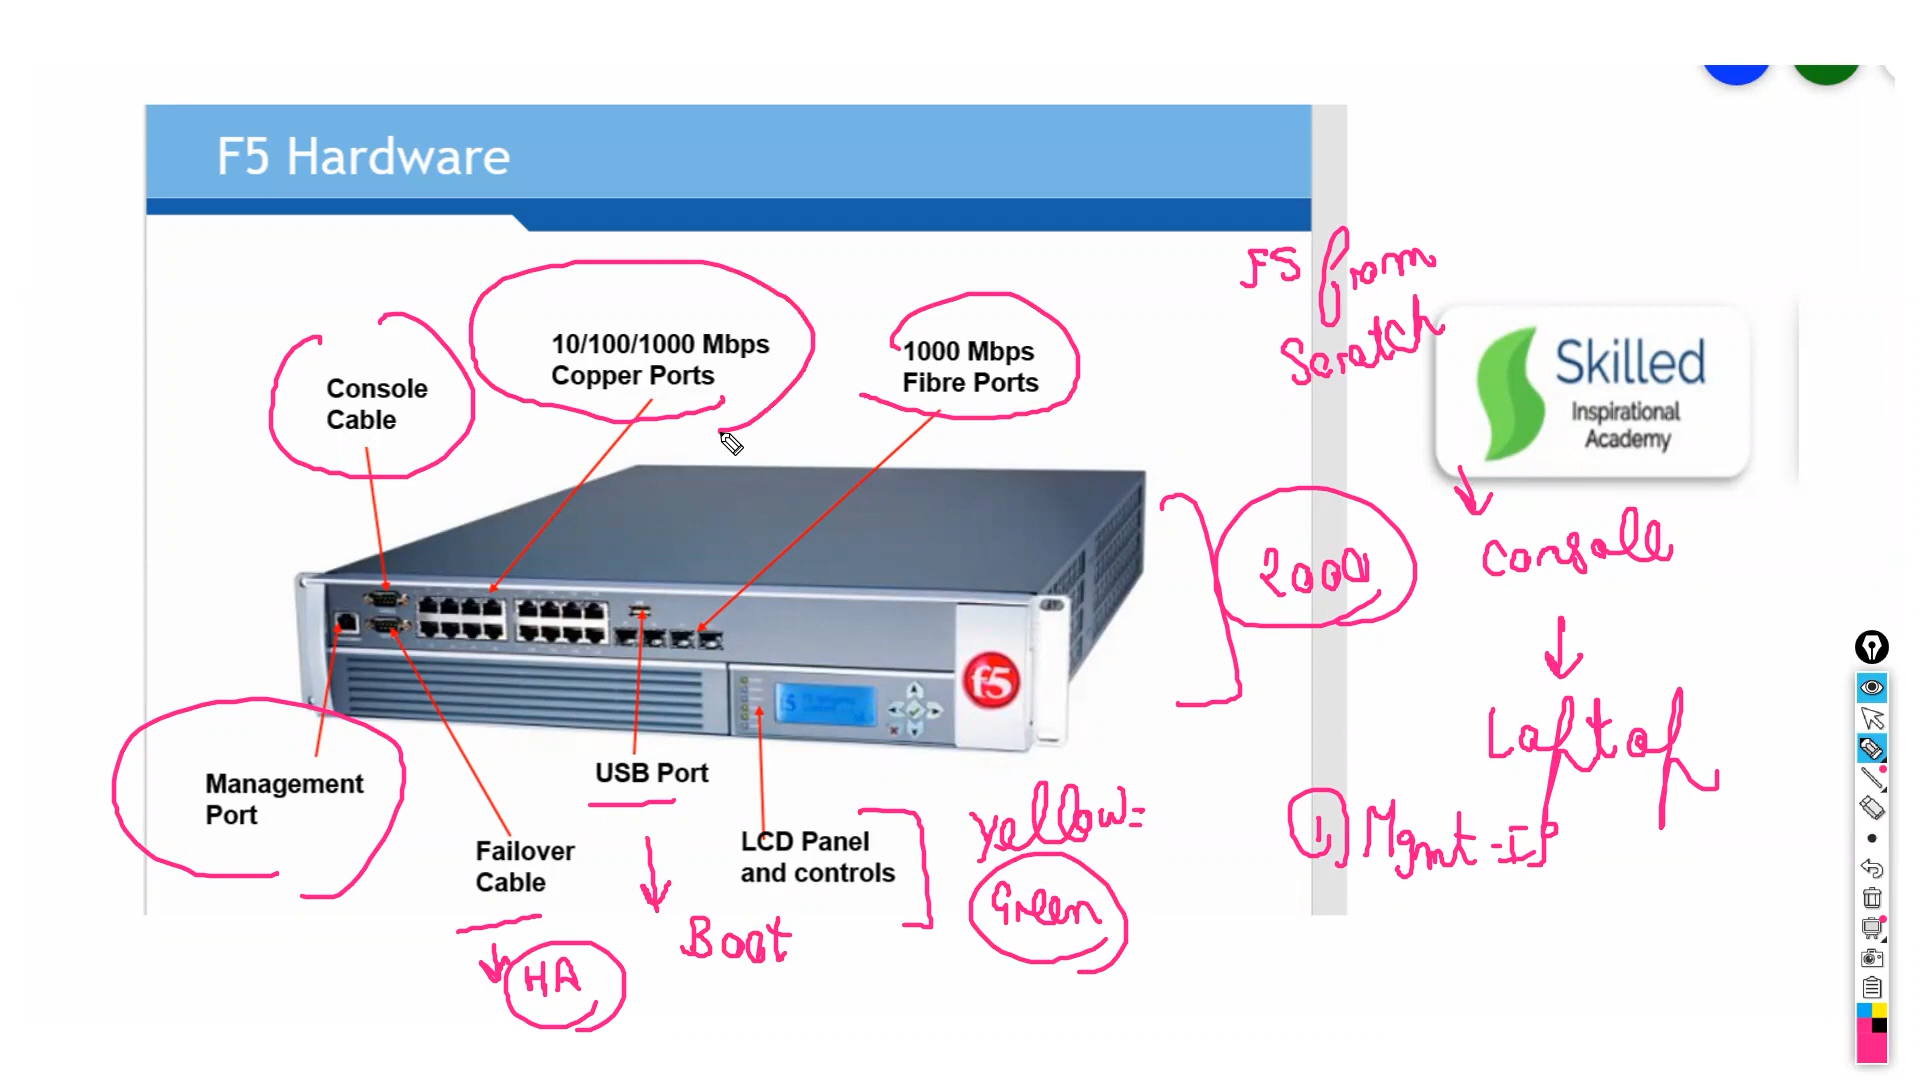 F5 Hardware
F5 from
Scratch
10/100/1000 Mbps
Copper Ports
1000 Mbps
Fibre Ports
Console
Cable
Skilled
Inspirational
Academy
Console
2000
Laptop
f5
Management
Port
USB Port
Failover
Cable
LCD Panel
and controls
Yellow=
Green
1) Mgmt-IP
Boot
HA